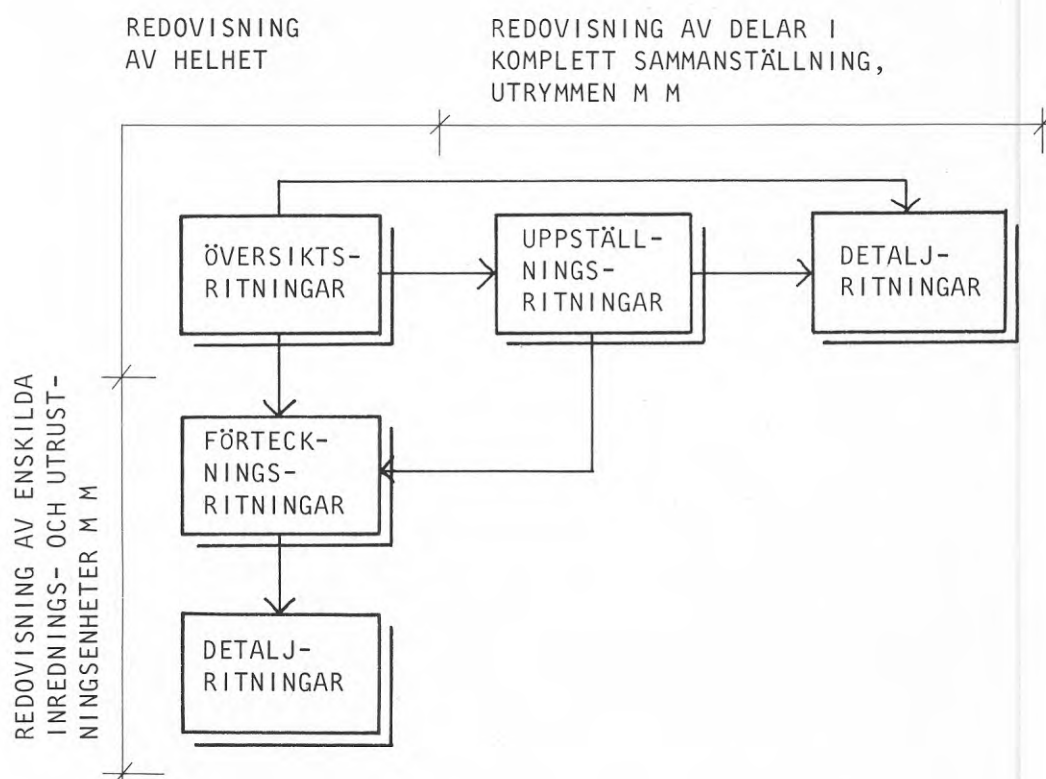 REDOVISNING
AV HELHET
REDOVISNING AV DELAR I
KOMPLETT SAMMANSTÄLLNING,
UTRYMMEN M M
ÖVERSIKTS-
RITNINGAR
UPPSTÄLL-
NINGS-
RITNINGAR
DETALJ-
RITNINGAR
REDOVISNING AV ENSKILDA
INREDNINGS- OCH UTRUST-
NINGSENHETER M M
FÖRTECK-
NINGS-
RITNINGAR
DETALJ-
RITNINGAR